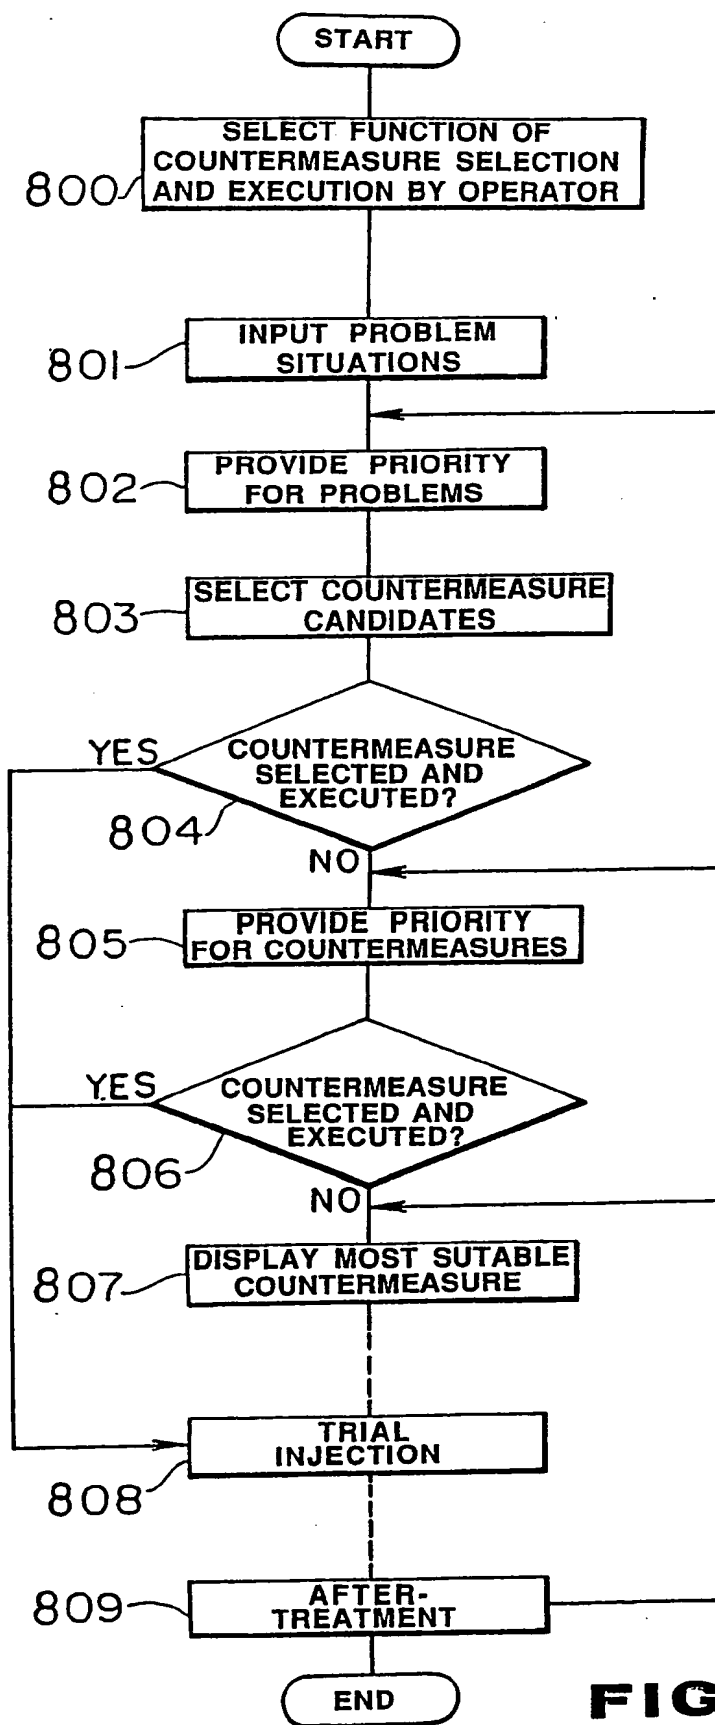 START
SELECT FUNCTION OF
COUNTERMEASURE SELECTION
AND EXECUTION BY OPERATOR
800
INPUT PROBLEM
SITUATIONS
801
PROVIDE PRIORITY
FOR PROBLEMS
802
SELECT COUNTERMEASURE
CANDIDATES
803
YES
COUNTERMEASURE
SELECTED AND
EXECUTED?
804
NO
PROVIDE PRIORITY
FOR COUNTERMEASURES
805
YES
COUNTERMEASURE
SELECTED AND
EXECUTED?
806
NO
DISPLAY MOST SUTABLE
COUNTERMEASURE
807
TRIAL
INJECTION
808
AFTER-
TREATMENT
809
END
FIG